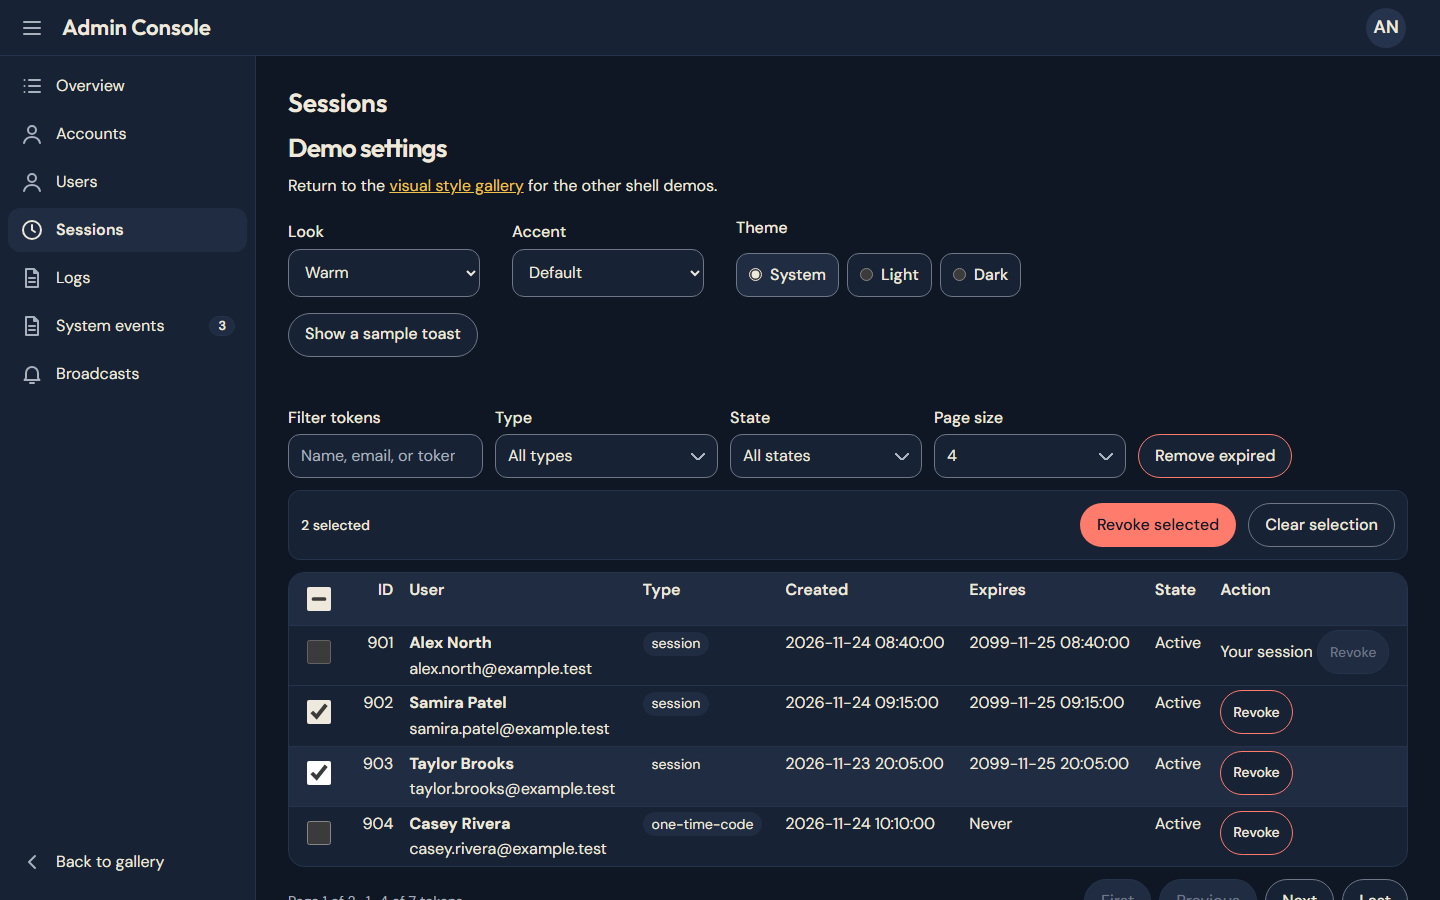 Admin Console
AN
Overview
Accounts
Users
Sessions
Logs
System events 3
Broadcasts
Back to gallery
Sessions
Demo settings
Return to the visual style gallery for the other shell demos.
Look
Accent
Theme
Warm
Default
System
Light
Dark
Show a sample toast
Filter tokens
Type
State
Page size
Name, email, or toker
All types
All states
4
Remove expired
2 selected
Revoke selected
Clear selection
ID User Type Created Expires State Action
901 Alex North session 2026-11-24 08:40:00 2099-11-25 08:40:00 Active Your session Revoke
alex.north@example.test
902 Samira Patel session 2026-11-24 09:15:00 2099-11-25 09:15:00 Active Revoke
samira.patel@example.test
903 Taylor Brooks session 2026-11-23 20:05:00 2099-11-25 20:05:00 Active Revoke
taylor.brooks@example.test
904 Casey Rivera one-time-code 2026-11-24 10:10:00 Never Active Revoke
casey.rivera@example.test
First Previous Next Last